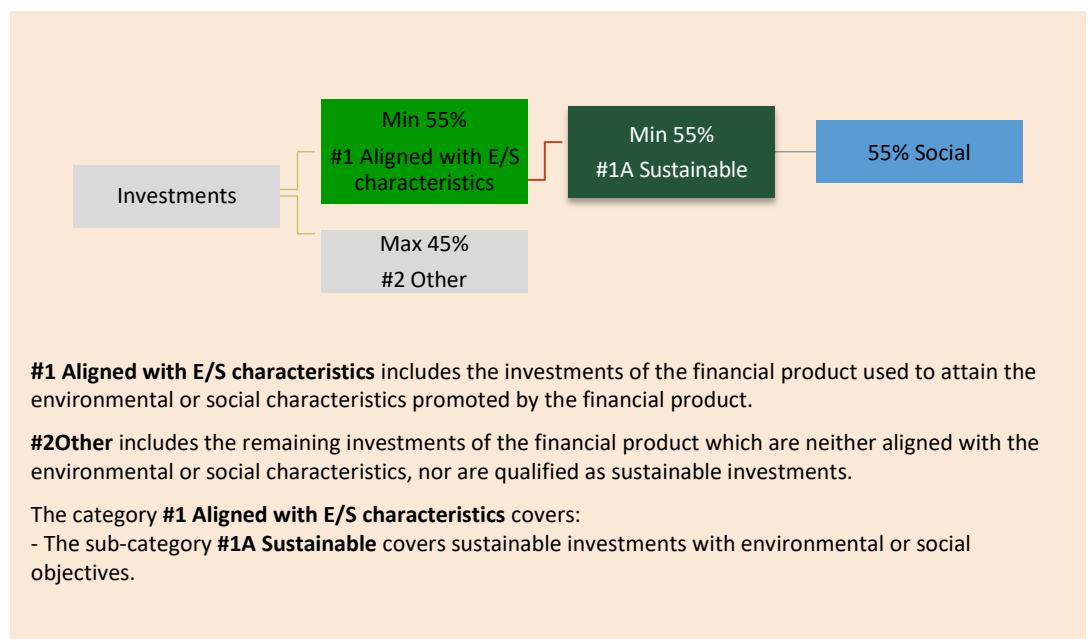 Investments
Min 55%
#1 Aligned with E/S
characteristics
Max 45%
#2 Other
Min 55%
#1A Sustainable
55% Social
#1 Aligned with E/S characteristics includes the investments of the financial product used to attain the
environmental or social characteristics promoted by the financial product.
#2Other includes the remaining investments of the financial product which are neither aligned with the
environmental or social characteristics, nor are qualified as sustainable investments.
The category #1 Aligned with E/S characteristics covers:
- The sub-category #1A Sustainable covers sustainable investments with environmental or social
objectives.